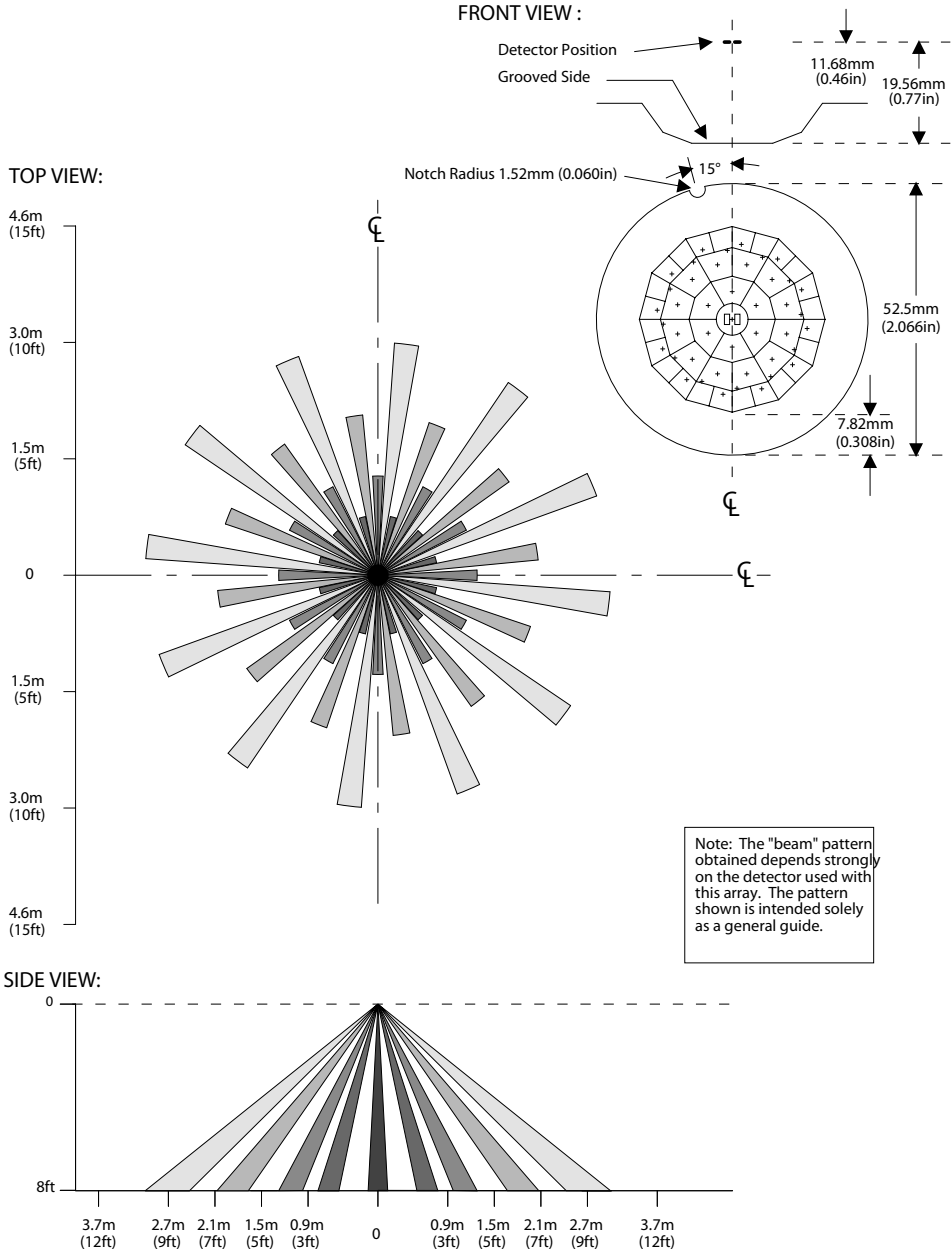 FRONT VIEW :
Detector Position
Grooved Side
11.68mm
(0.46in)
19.56mm
(0.77in)
15°
Notch Radius 1.52mm (0.060in)
52.5mm
(2.066in)
7.82mm
(0.308in)
℄
TOP VIEW:
℄
4.6m
(15ft)
3.0m
(10ft)
1.5m
(5ft)
0
℄
1.5m
(5ft)
3.0m
(10ft)
4.6m
(15ft)
Note: The "beam" pattern
obtained depends strongly
on the detector used with
this array. The pattern
shown is intended solely
as a general guide.
SIDE VIEW:
0
8ft
3.7m
(12ft)
2.7m
(9ft)
2.1m
(7ft)
1.5m
(5ft)
0.9m
(3ft)
0
0.9m
(3ft)
1.5m
(5ft)
2.1m
(7ft)
2.7m
(9ft)
3.7m
(12ft)